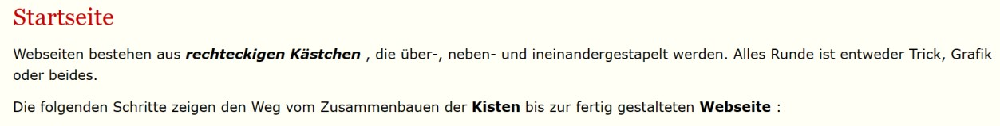 Startseite
Webseiten bestehen aus rechteckigen Kästchen , die über-, neben- und ineinandergestapelt werden. Alles Runde ist entweder Trick, Grafik
oder beides.
Die folgenden Schritte zeigen den Weg vom Zusammenbauen der Kisten bis zur fertig gestalteten Webseite :